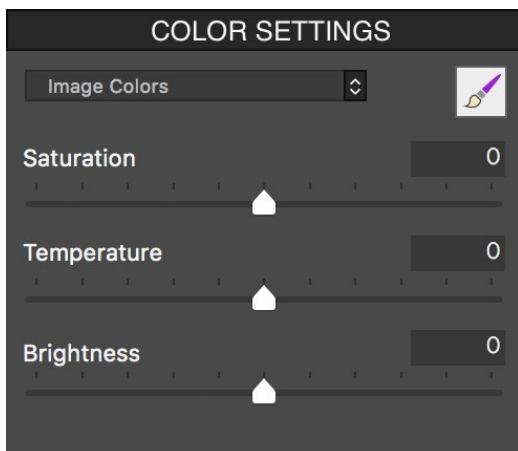 COLOR SETTINGS
Image Colors
Saturation 0
Temperature 0
Brightness 0